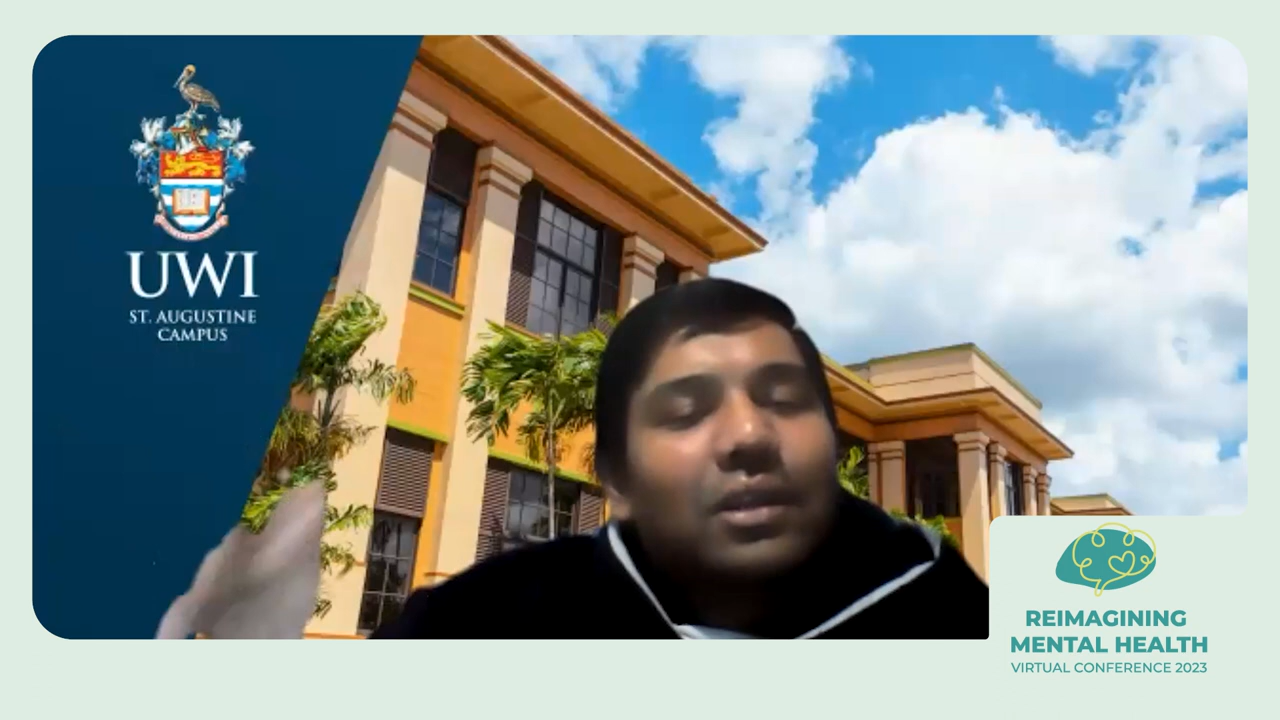 UWI
ST. AUGUSTINE
CAMPUS
REIMAGINING
MENTAL HEALTH
VIRTUAL CONFERENCE 2023